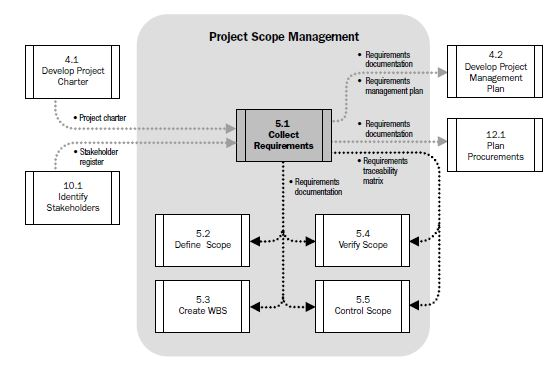 Project Scope Management
4.1
Develop Project
Charter
• Requirements
documentation
• Requirements
management plan
4.2
Develop Project
Management
Plan
• Project charter
5.1
Collect
Requirements
• Requirements
documentation
12.1
Plan
Procurements
• Stakeholder
register
• Requirements
traceability
matrix
10.1
Identify
Stakeholders
• Requirements
documentation
5.2
Define Scope
5.4
Verify Scope
5.3
Create WBS
5.5
Control Scope